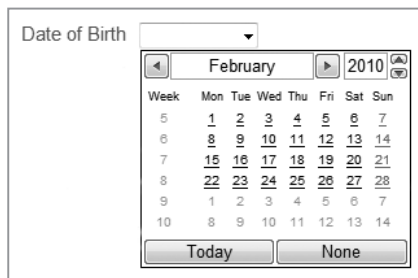 Date of Birth
February 2010
Week Mon Tue Wed Thu Fri Sat Sun
5 1 2 3 4 5 6 7
6 8 9 10 11 12 13 14
7 15 16 17 18 19 20 21
8 22 23 24 25 26 27 28
9 1 2 3 4 5 6 7
10 8 9 10 11 12 13 14
Today None